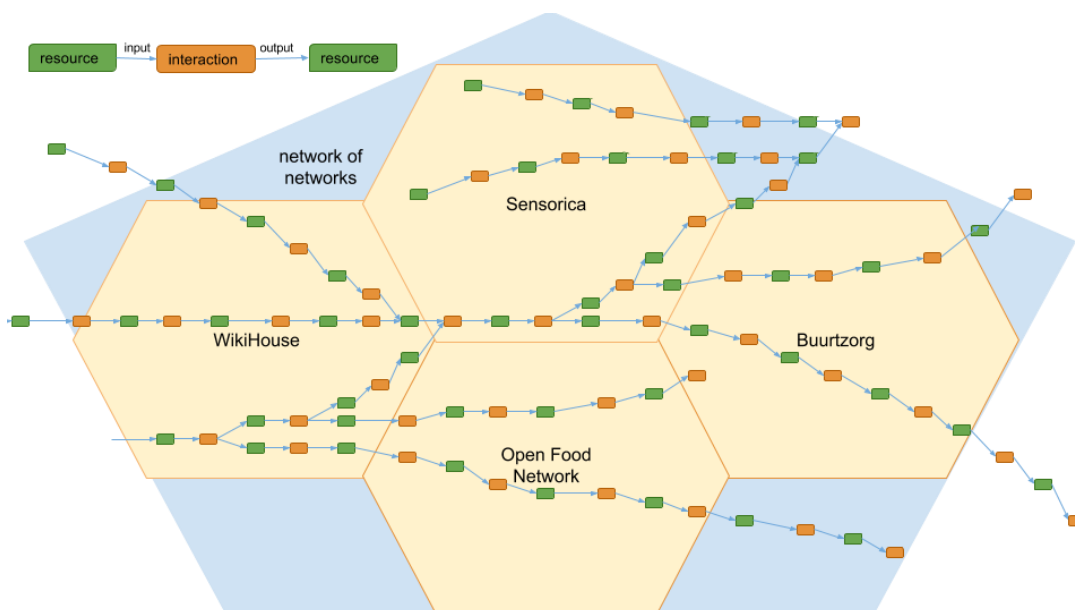 resource
input
interaction
output
resource
network of
networks
Sensorica
WikiHouse
Buurtzorg
Open Food
Network